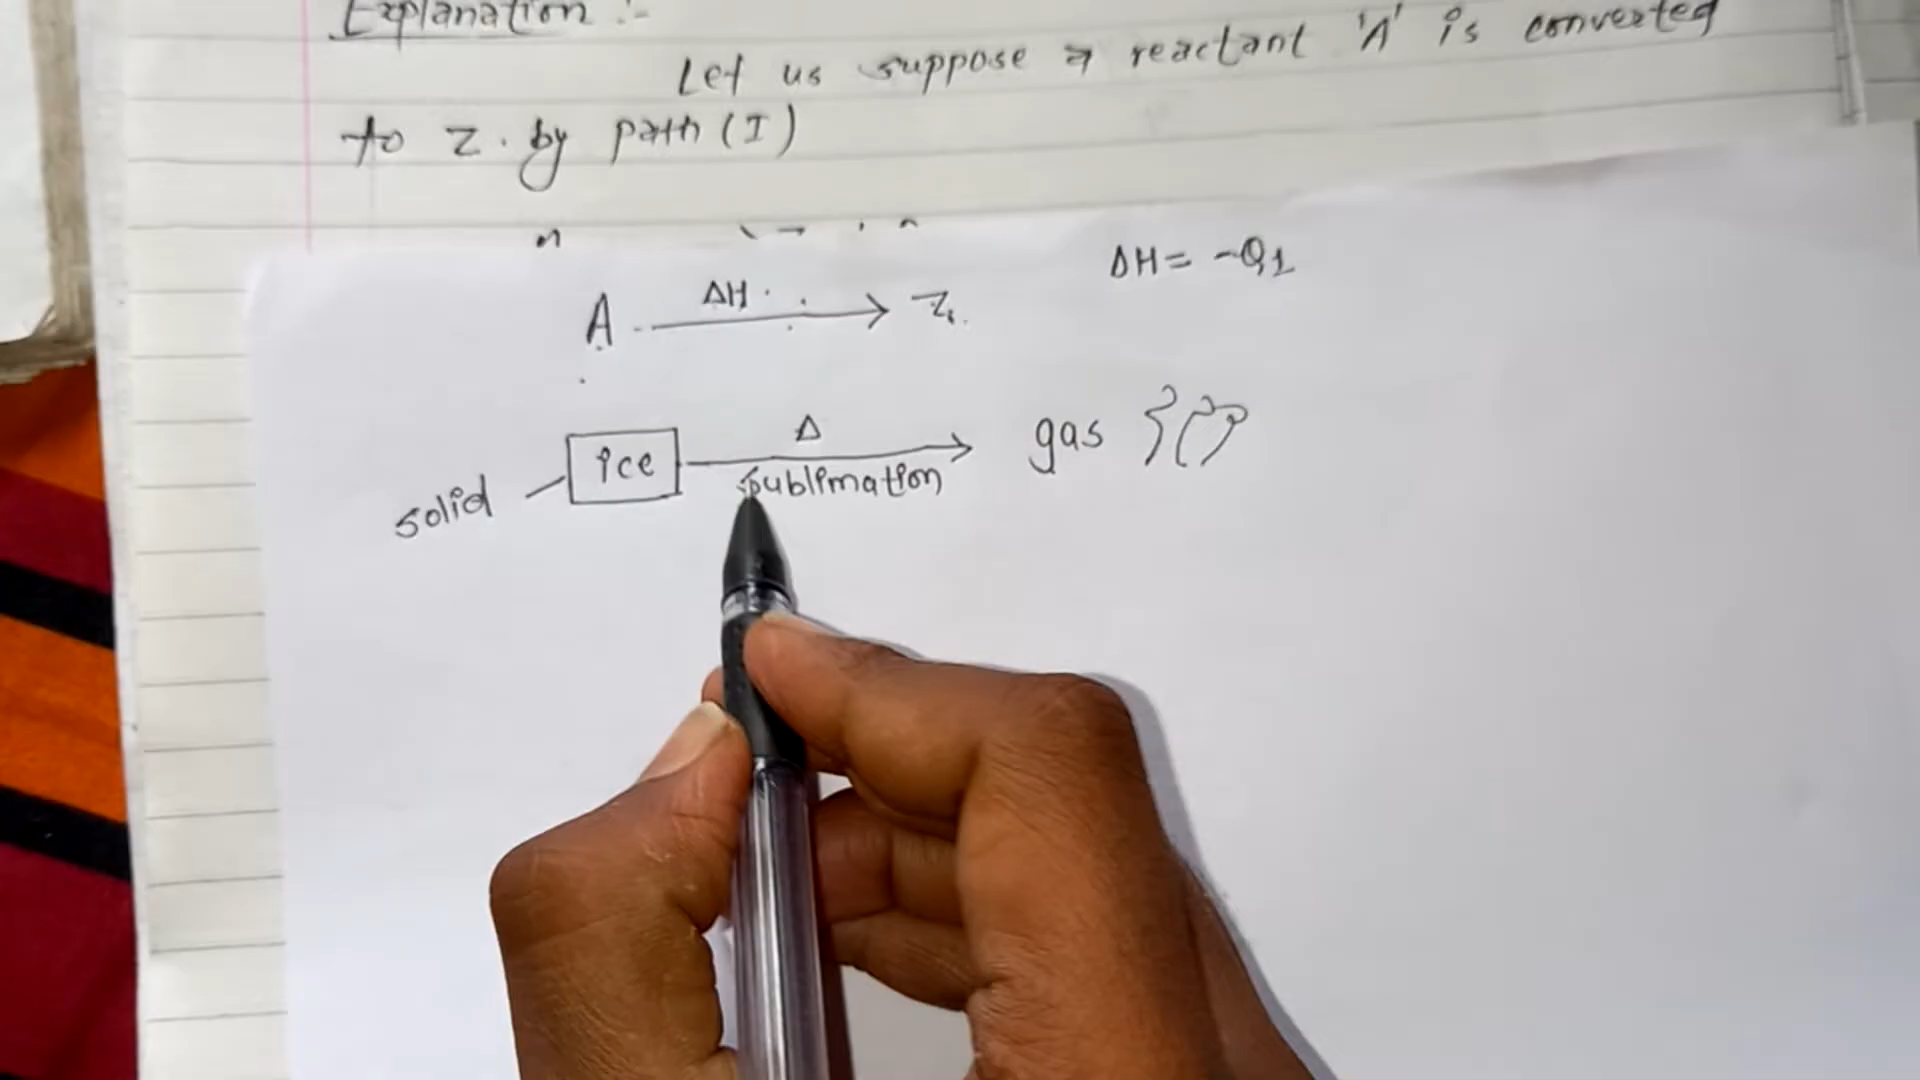 Explanation :-
Let us suppose a reactant 'A' is converted
to Z. by path (I)
A ΔH → Z
ΔH = -Q1
solid ice Δ → gas
sublimation